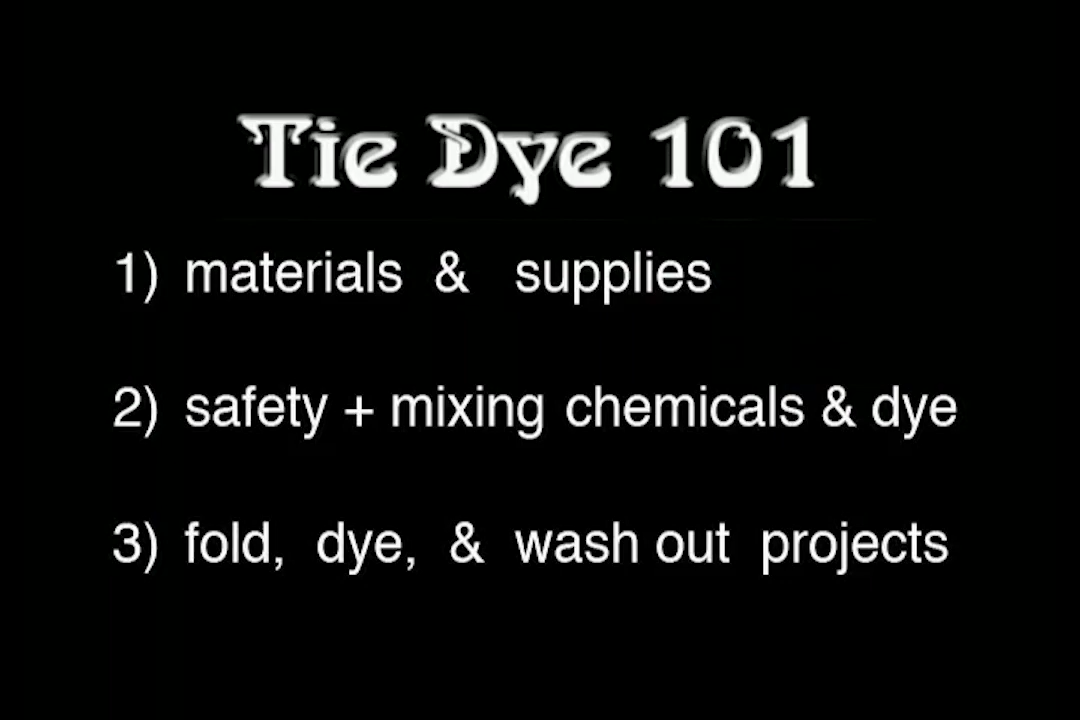 Tie Dye 101
1) materials & supplies
2) safety + mixing chemicals & dye
3) fold, dye, & wash out projects